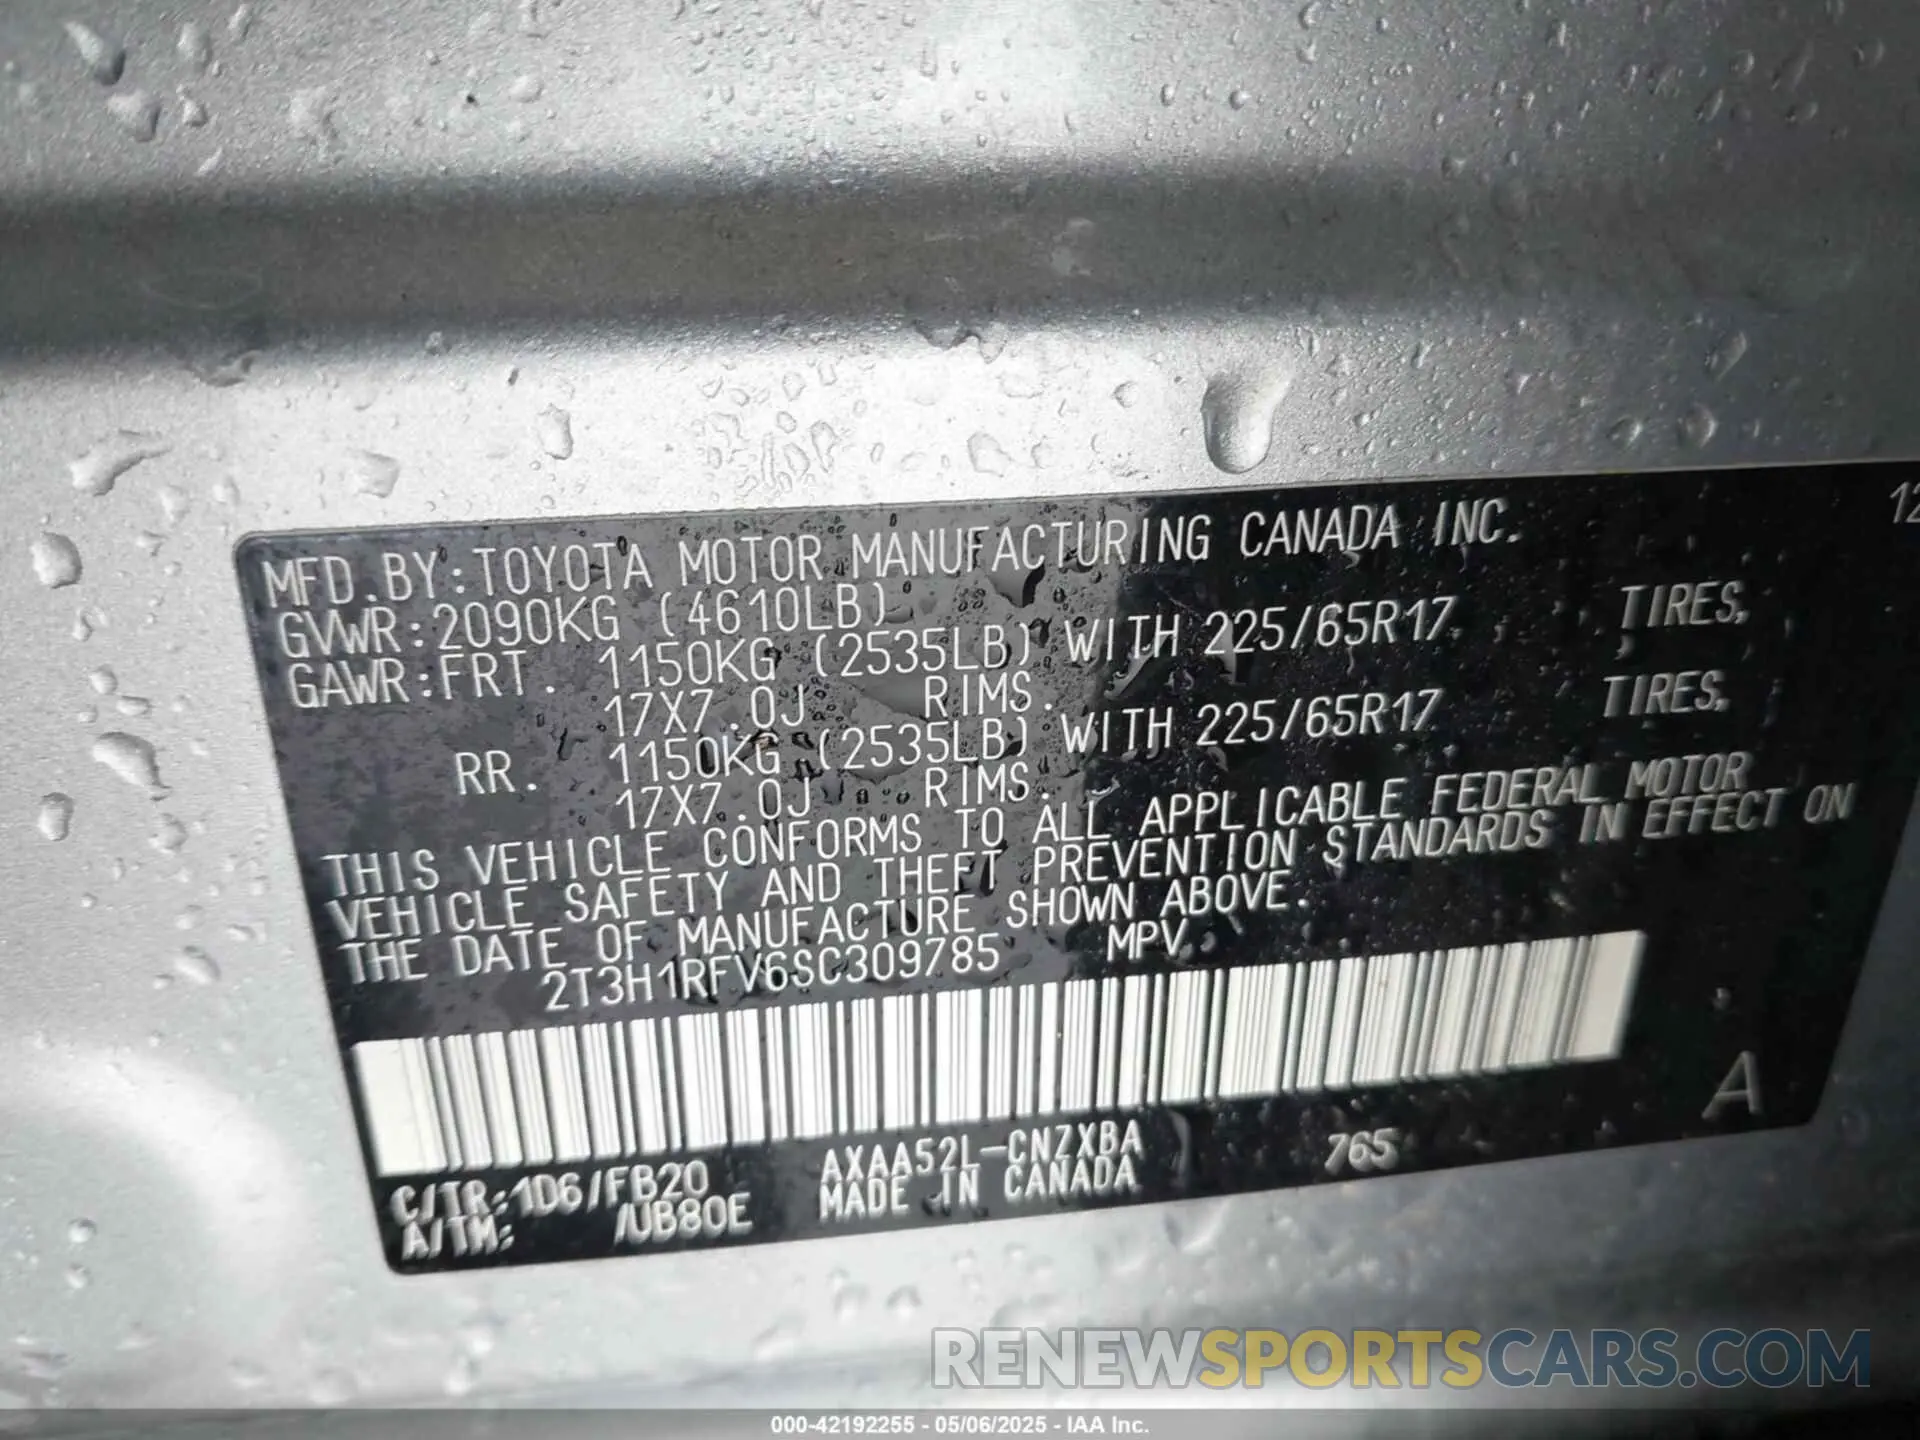 12
MFD.BY:TOYOTA MOTOR MANUFACTURING CANADA INC.
GVWR:2090KG (4610LB)
GAWR:FRT. 1150KG (2535LB) WITH 225/65R17 TIRES,
17X7.0J RIMS.
RR. 1150KG (2535LB) WITH 225/65R17 TIRES,
17X7.0J RIMS.
THIS VEHICLE CONFORMS TO ALL APPLICABLE FEDERAL MOTOR
VEHICLE SAFETY AND THEFT PREVENTION STANDARDS IN EFFECT ON
THE DATE OF MANUFACTURE SHOWN ABOVE.
2T3H1RFV6SC309785 MPV
A
C/TR:1D6/FB20 AXAA52L-CNZXBA 765
A/TM: /UB80E MADE IN CANADA
RENEWSPORTSCARS.COM
000-42192255 - 05/06/2025 - IAA Inc.